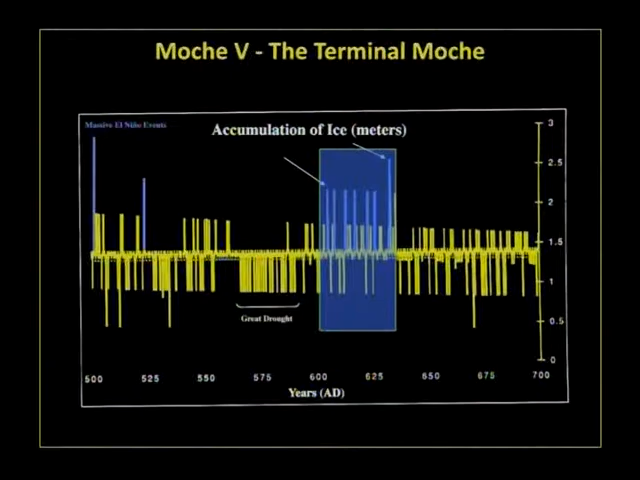 Moche V - The Terminal Moche
Massive El Niño Events
Accumulation of Ice (meters)
3
2.5
2
1.5
1
0.5
0
Great Drought
500 525 550 575 600 625 650 675 700
Years (AD)